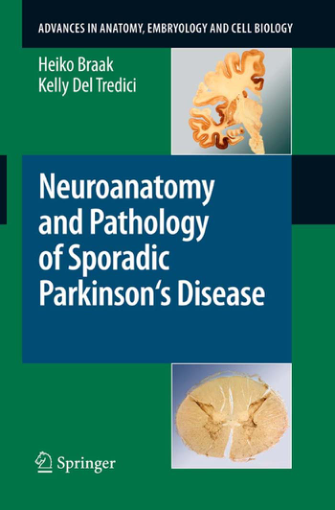 ADVANCES IN ANATOMY, EMBRYOLOGY AND CELL BIOLOGY
Heiko Braak
Kelly Del Tredici
Neuroanatomy
and Pathology
of Sporadic
Parkinson‘s Disease
Springer